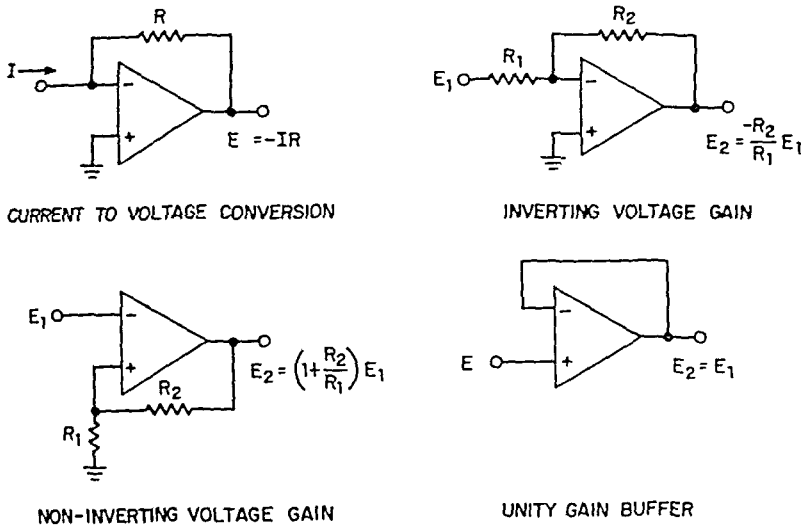 R
I
−
+
E = -IR
CURRENT TO VOLTAGE CONVERSION
R2
E1
R1
−
+
E2 = -R2/R1 E1
INVERTING VOLTAGE GAIN
E1
−
+
R2
R1
E2 = (1+R2/R1) E1
NON-INVERTING VOLTAGE GAIN
−
+
E
E2 = E1
UNITY GAIN BUFFER